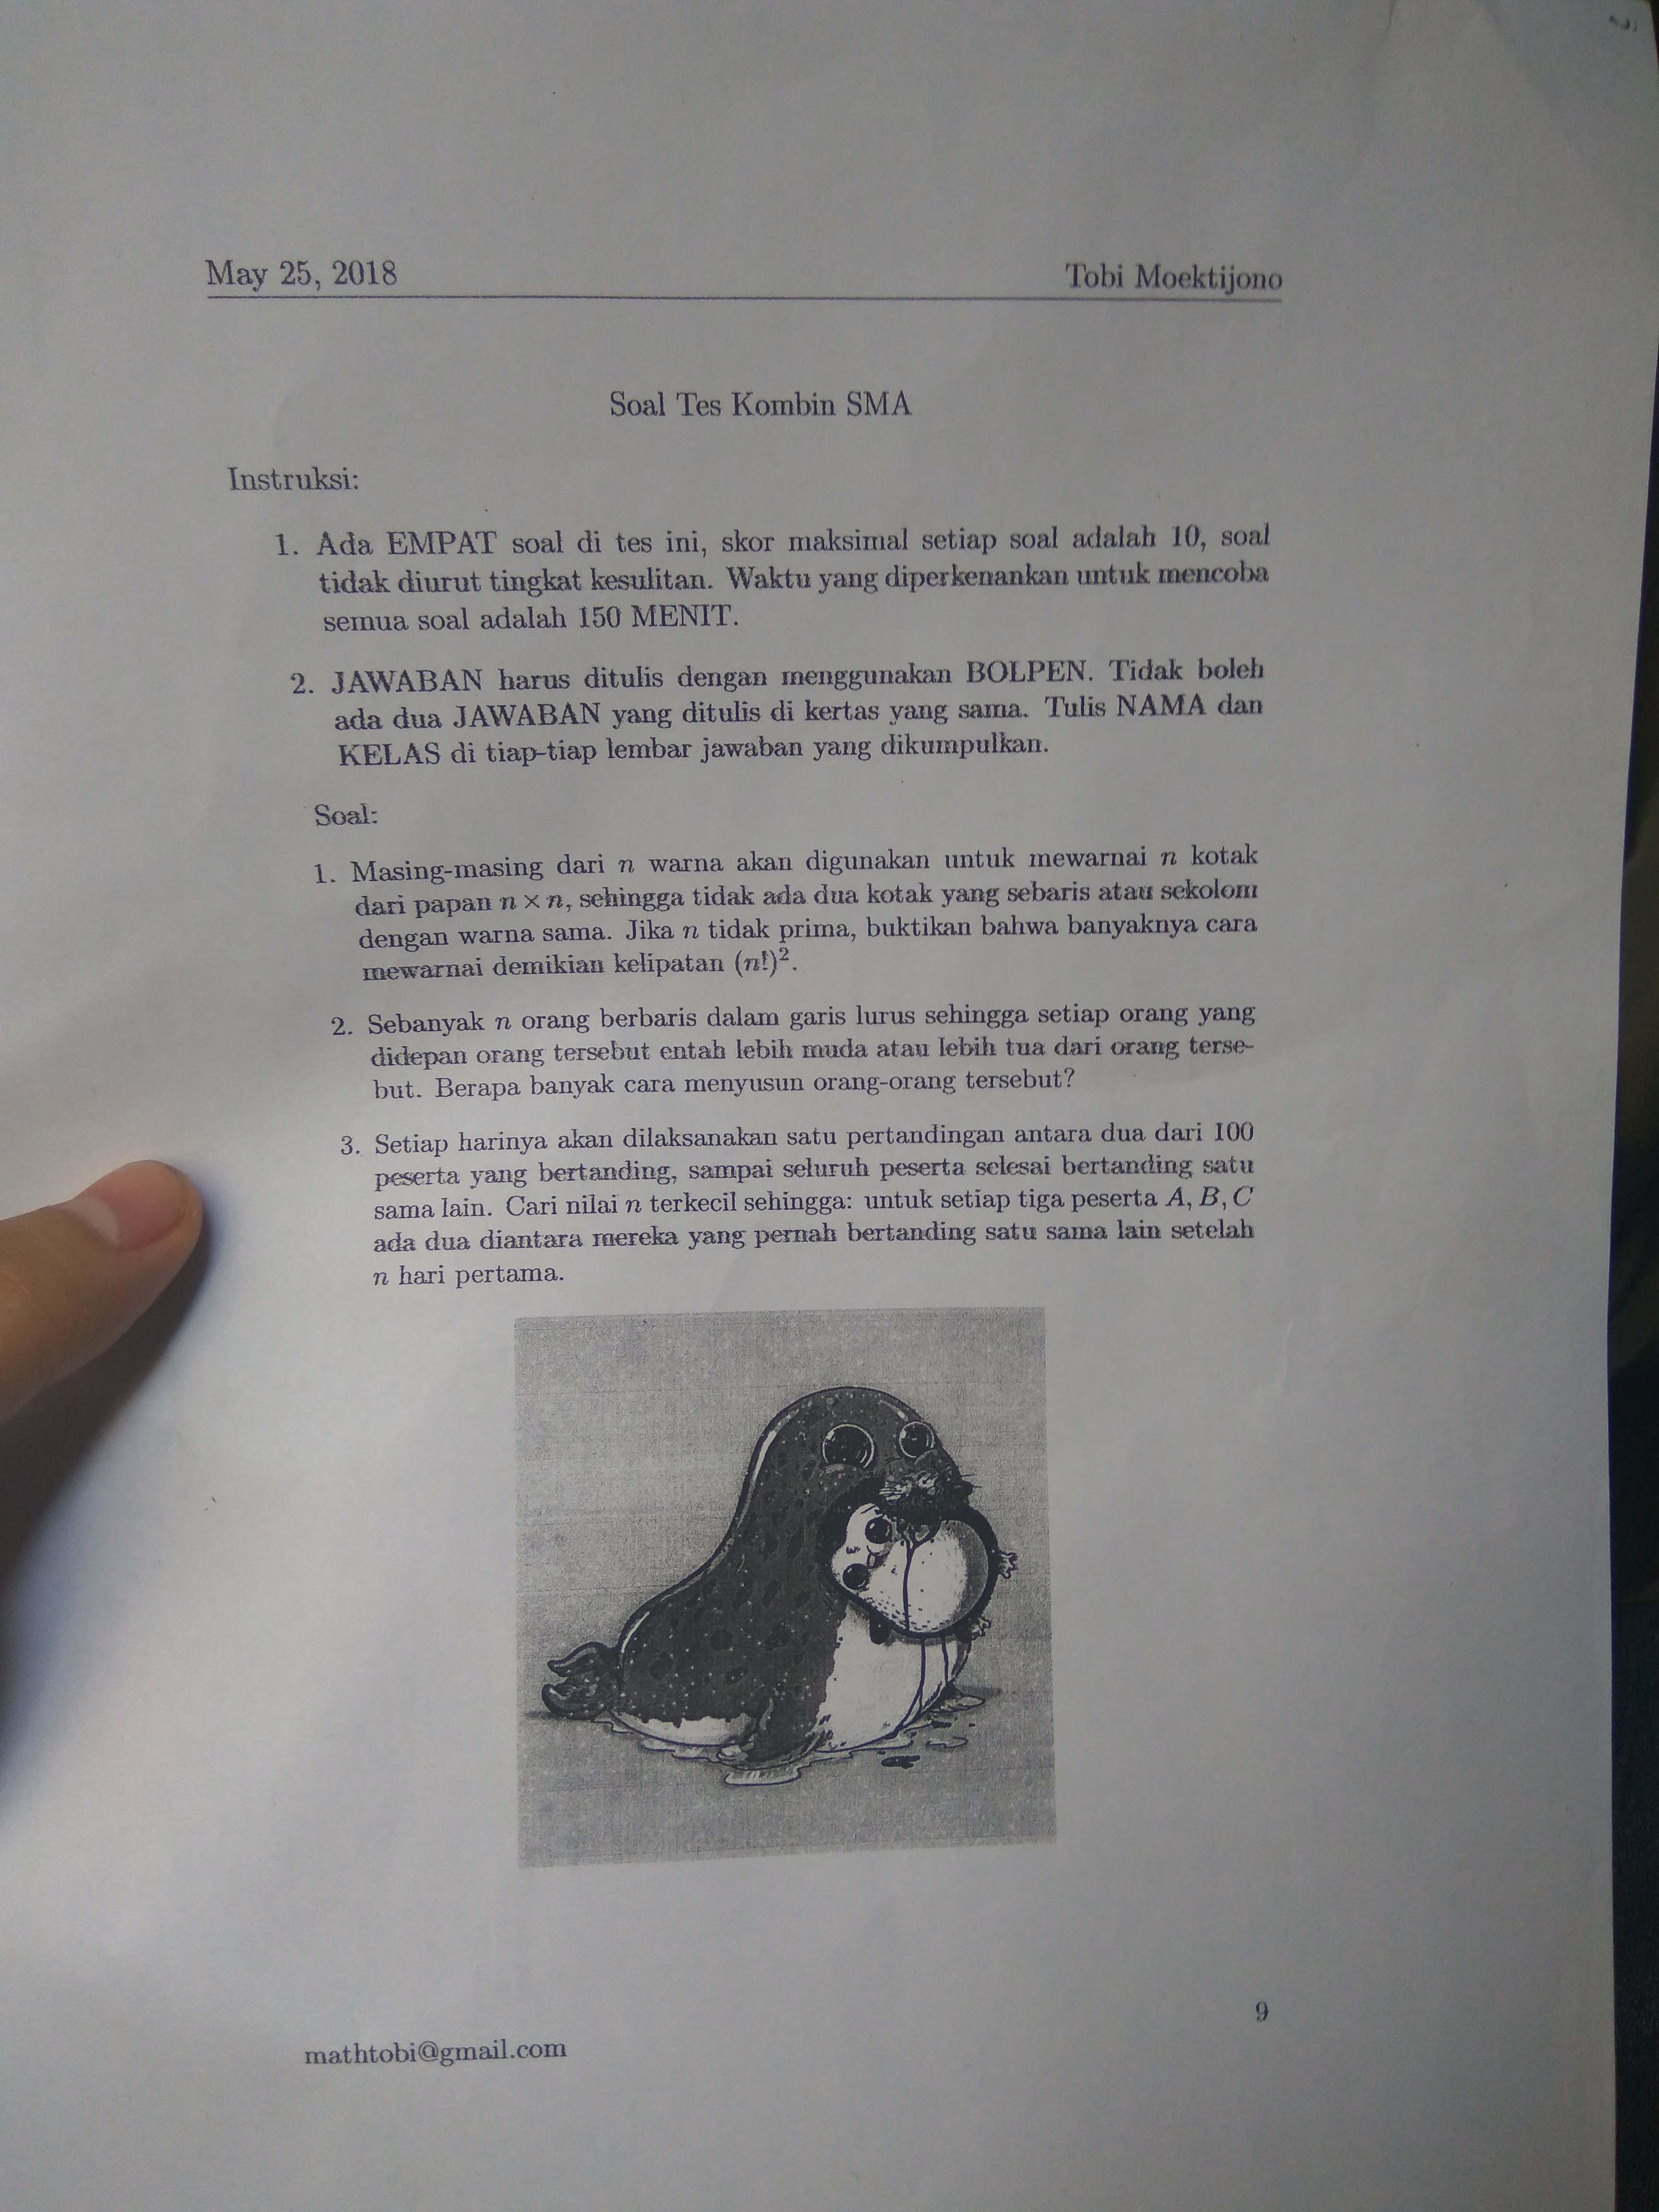 May 25, 2018
Tobi Moektijono
Soal Tes Kombin SMA
Instruksi:
1. Ada EMPAT soal di tes ini, skor maksimal setiap soal adalah 10, soal
tidak diurut tingkat kesulitan. Waktu yang diperkenankan untuk mencoba
semua soal adalah 150 MENIT.
2. JAWABAN harus ditulis dengan menggunakan BOLPEN. Tidak boleh
ada dua JAWABAN yang ditulis di kertas yang sama. Tulis NAMA dan
KELAS di tiap-tiap lembar jawaban yang dikumpulkan.
Soal:
1. Masing-masing dari n warna akan digunakan untuk mewarnai n kotak
dari papan n × n, sehingga tidak ada dua kotak yang sebaris atau sekolom
dengan warna sama. Jika n tidak prima, buktikan bahwa banyaknya cara
mewarnai demikian kelipatan (n!)².
2. Sebanyak n orang berbaris dalam garis lurus sehingga setiap orang yang
didepan orang tersebut entah lebih muda atau lebih tua dari orang terse-
but. Berapa banyak cara menyusun orang-orang tersebut?
3. Setiap harinya akan dilaksanakan satu pertandingan antara dua dari 100
peserta yang bertanding, sampai seluruh peserta selesai bertanding satu
sama lain. Cari nilai n terkecil sehingga: untuk setiap tiga peserta A, B, C
ada dua diantara mereka yang pernah bertanding satu sama lain setelah
n hari pertama.
9
mathtobi@gmail.com